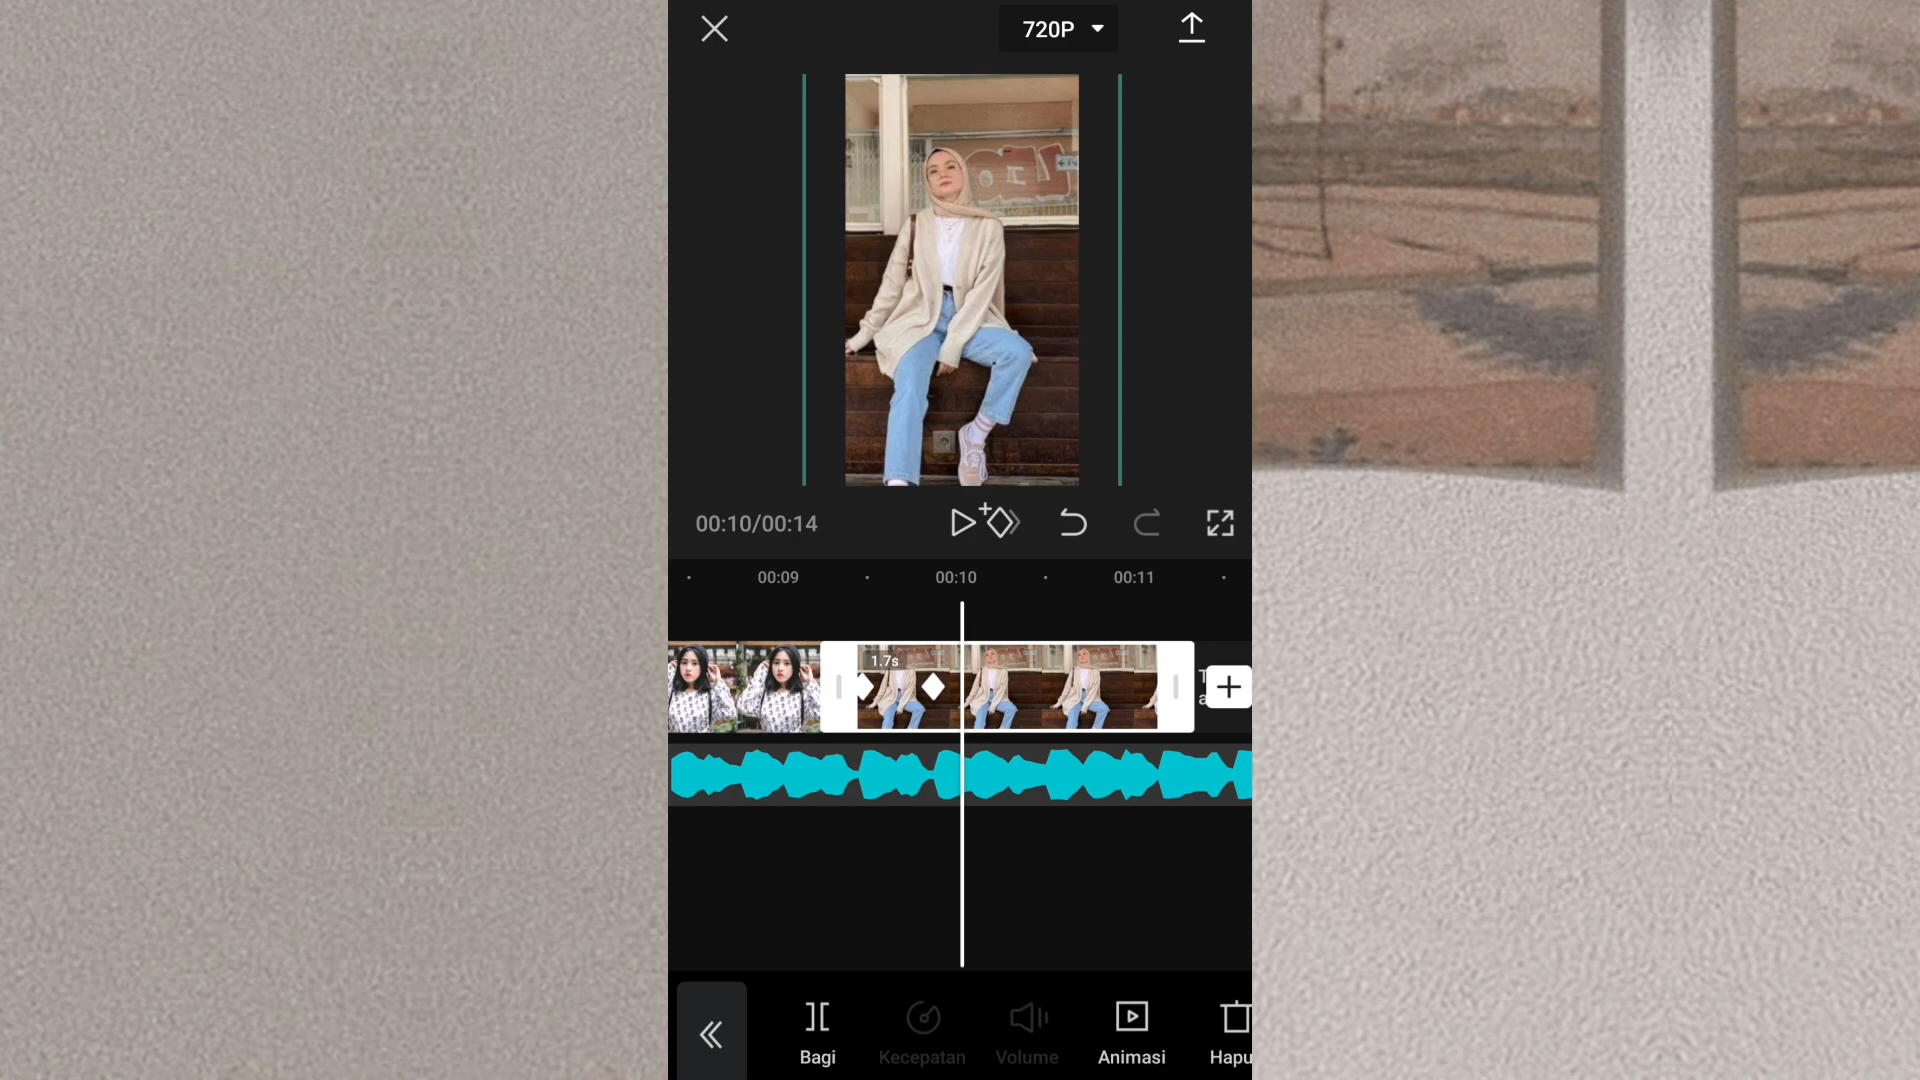 720P
00:10/00:14
00:09
00:10
00:11
1.7s
Bagi
Kecepatan
Volume
Animasi
Hapu